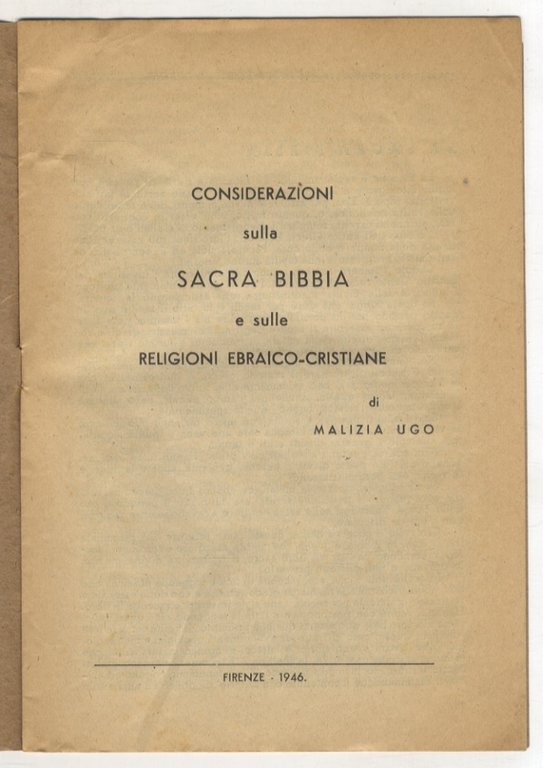 CONSIDERAZIONI
sulla
SACRA BIBBIA
e sulle
RELIGIONI EBRAICO-CRISTIANE
di
MALIZIA UGO
FIRENZE - 1946.